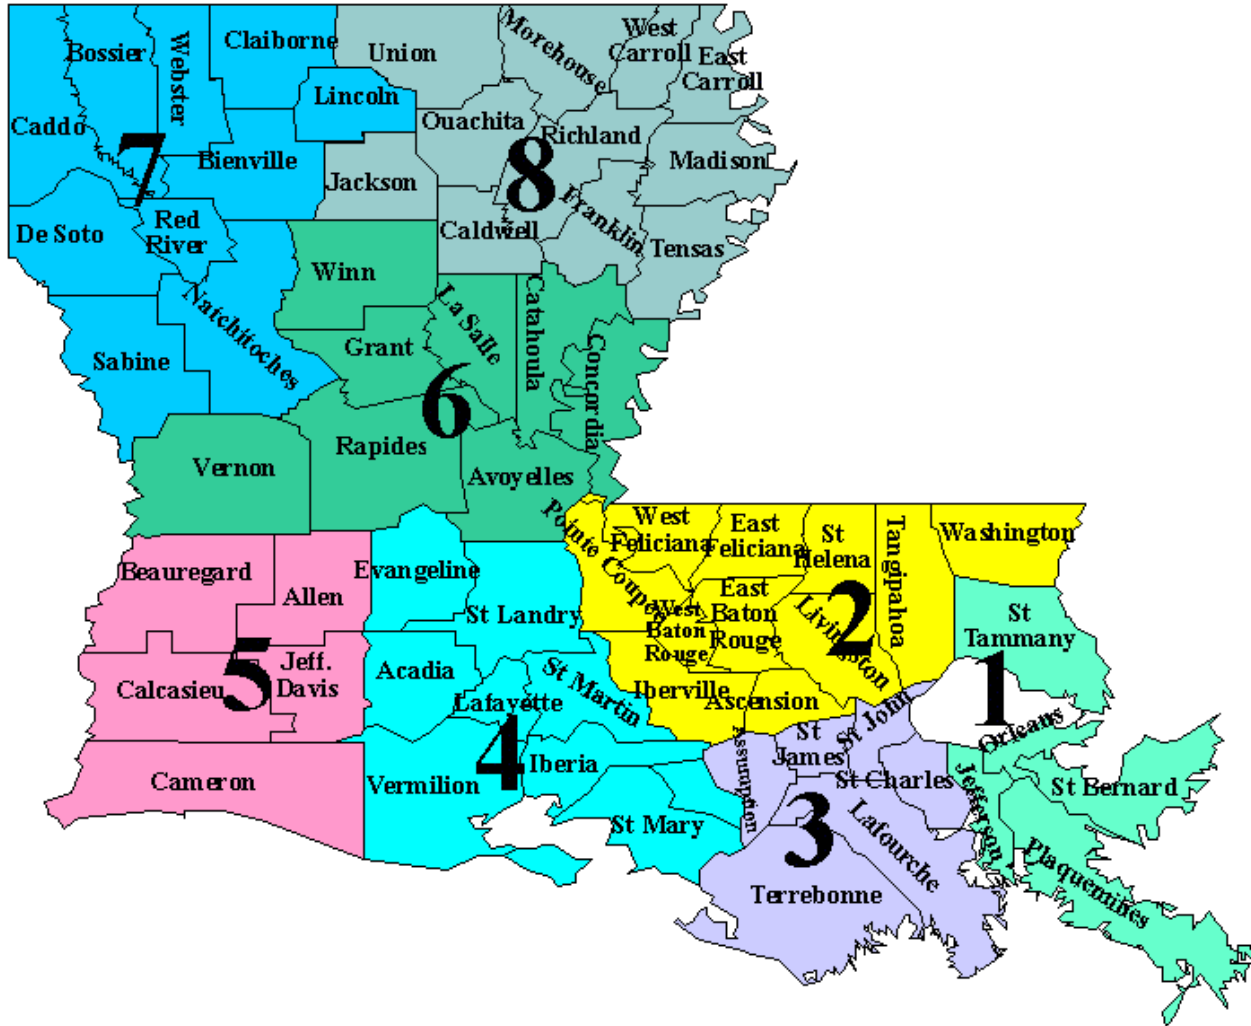 Bossier
Webster
Claiborne
Union
Morehouse
West
Carroll
East
Carroll
Caddo
Lincoln
Ouachita
Richland
7
8
Bienville
Madison
Jackson
De Soto
Red
River
Caldwell
Franklin
Tensas
Winn
La Salle
Catahoula
Natchitoches
Grant
Concordia
Sabine
6
Rapides
Vernon
Avoyelles
Pointe Coupee
West
Feliciana
East
Feliciana
St
Helena
Tangipahoa
Washington
Beauregard
Allen
Evangeline
St Landry
West
Baton
Rouge
East
Baton
Rouge
Livingston
2
St
Tammany
5
Jeff.
Davis
Calcasieu
Acadia
Lafayette
St Martin
Iberville
Ascension
St John
1
Orleans
4
Cameron
Vermilion
Iberia
Assumption
St
James
St Charles
Jefferson
St Bernard
St Mary
3
Lafourche
Plaquemines
Terrebonne